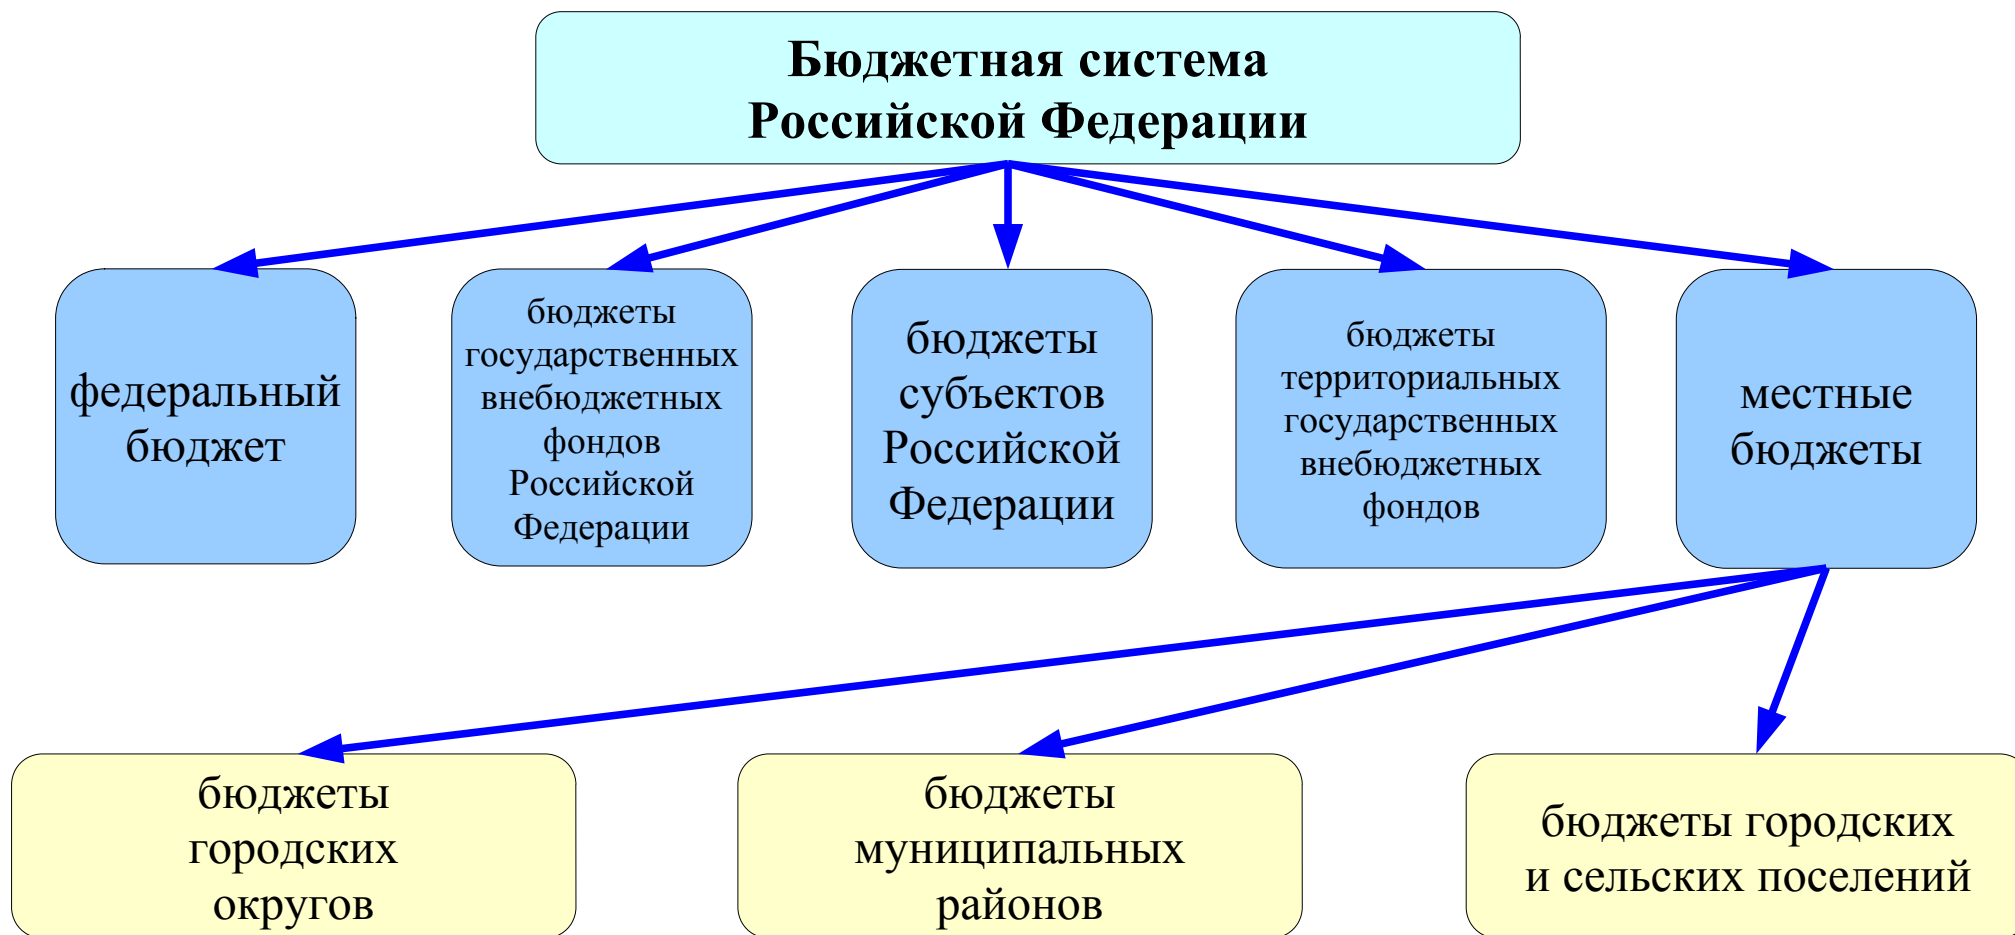 Бюджетная система
Российской Федерации
федеральный
бюджет
бюджеты
государственных
внебюджетных
фондов
Российской
Федерации
бюджеты
субъектов
Российской
Федерации
бюджеты
территориальных
государственных
внебюджетных
фондов
местные
бюджеты
бюджеты
городских
округов
бюджеты
муниципальных
районов
бюджеты городских
и сельских поселений